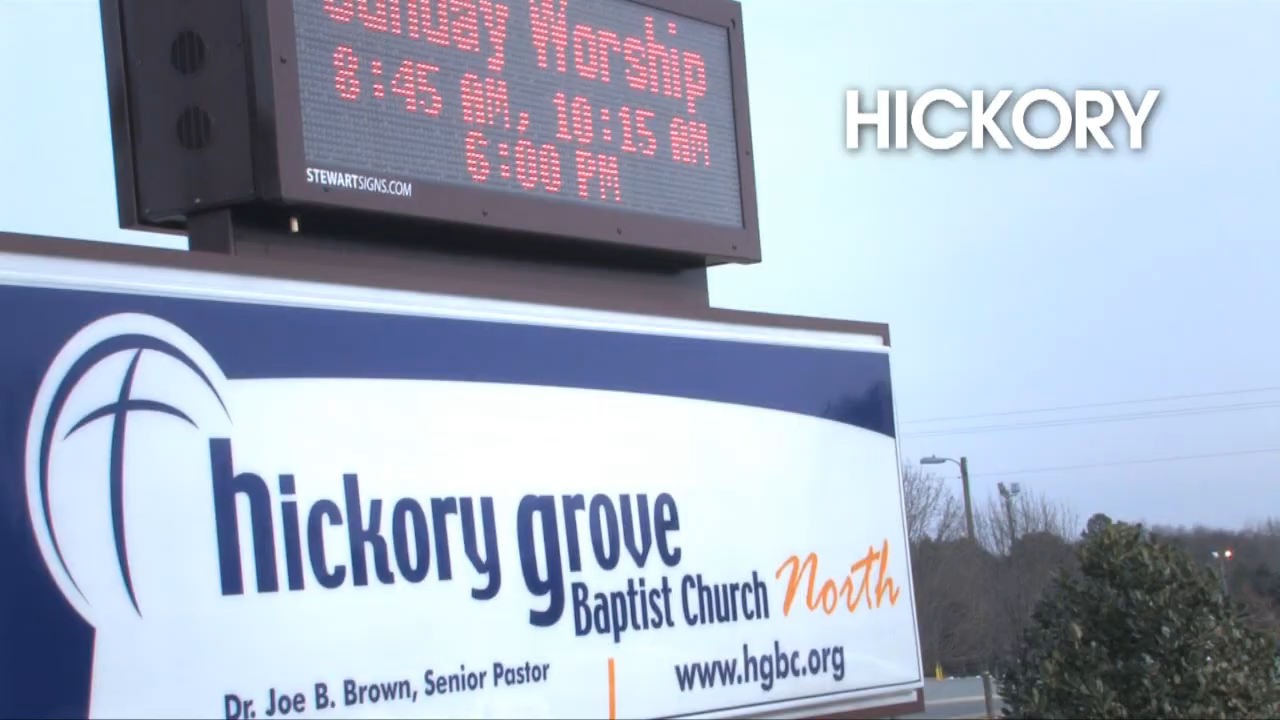 Sunday Worship
8:45 AM, 10:15 AM
6:00 PM
STEWARTSIGNS.COM
HICKORY
hickory grove
Baptist Church North
Dr. Joe B. Brown, Senior Pastor
www.hgbc.org